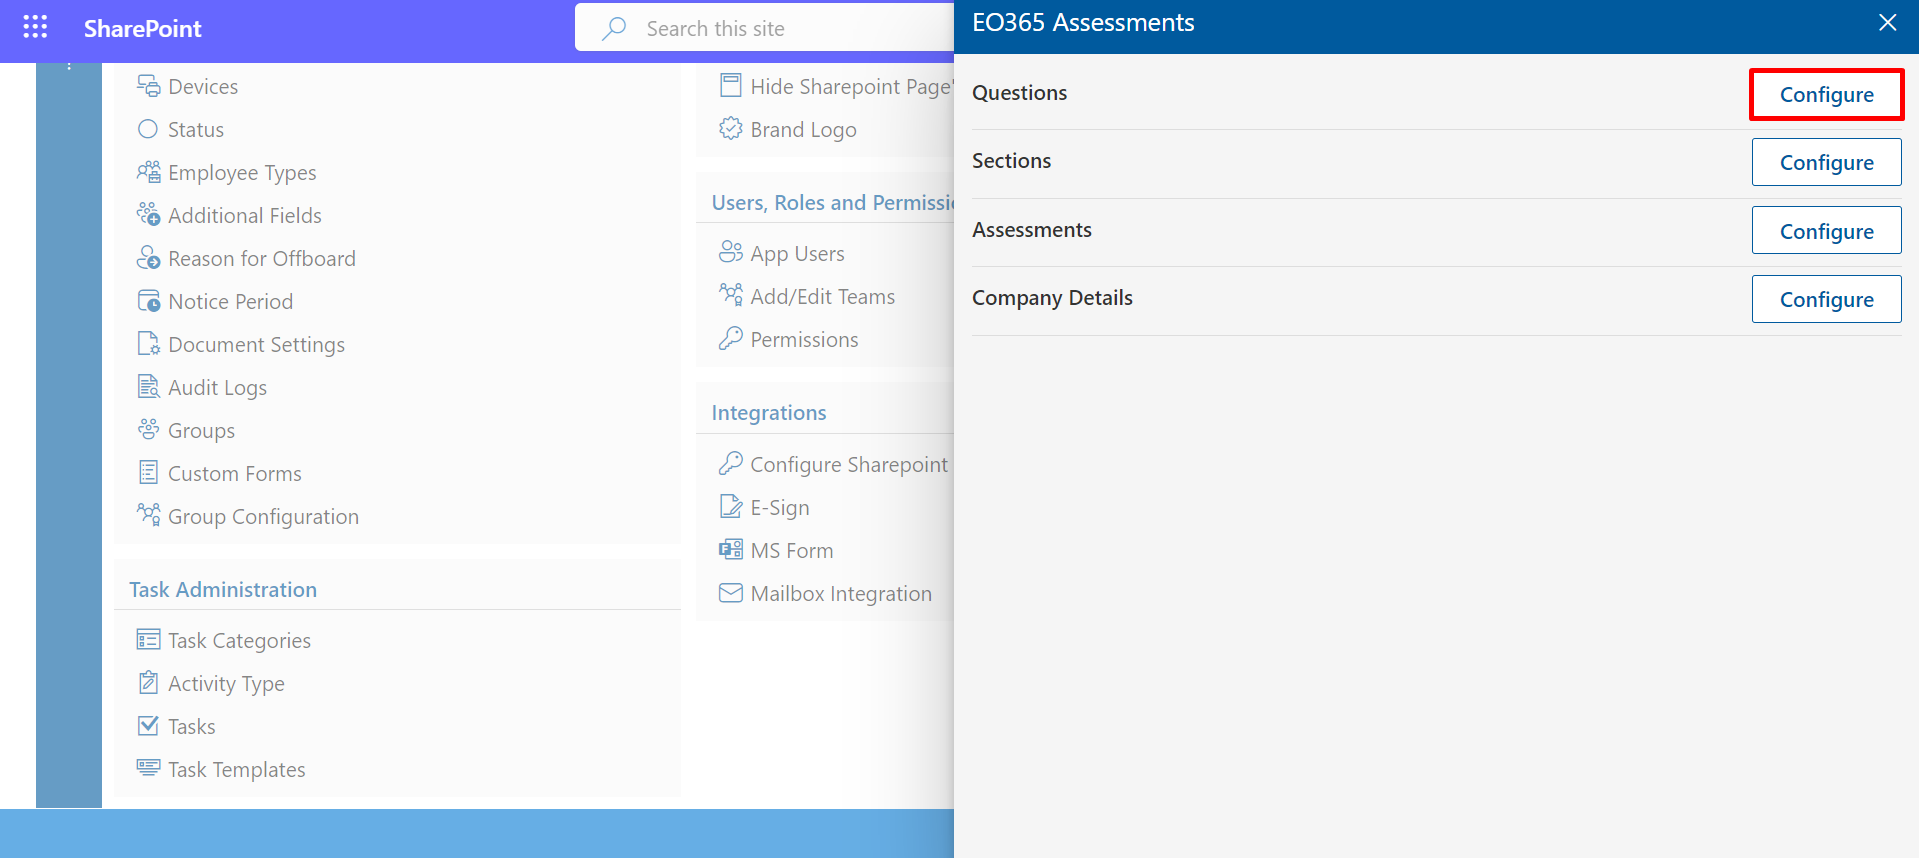 SharePoint
Search this site
Devices
Status
Employee Types
Additional Fields
Reason for Offboard
Notice Period
Document Settings
Audit Logs
Groups
Custom Forms
Group Configuration
Task Administration
Task Categories
Activity Type
Tasks
Task Templates
Hide Sharepoint Page'
Brand Logo
Users, Roles and Permissi
App Users
Add/Edit Teams
Permissions
Integrations
Configure Sharepoint
E-Sign
MS Form
Mailbox Integration
EO365 Assessments
Questions
Configure
Sections
Configure
Assessments
Configure
Company Details
Configure